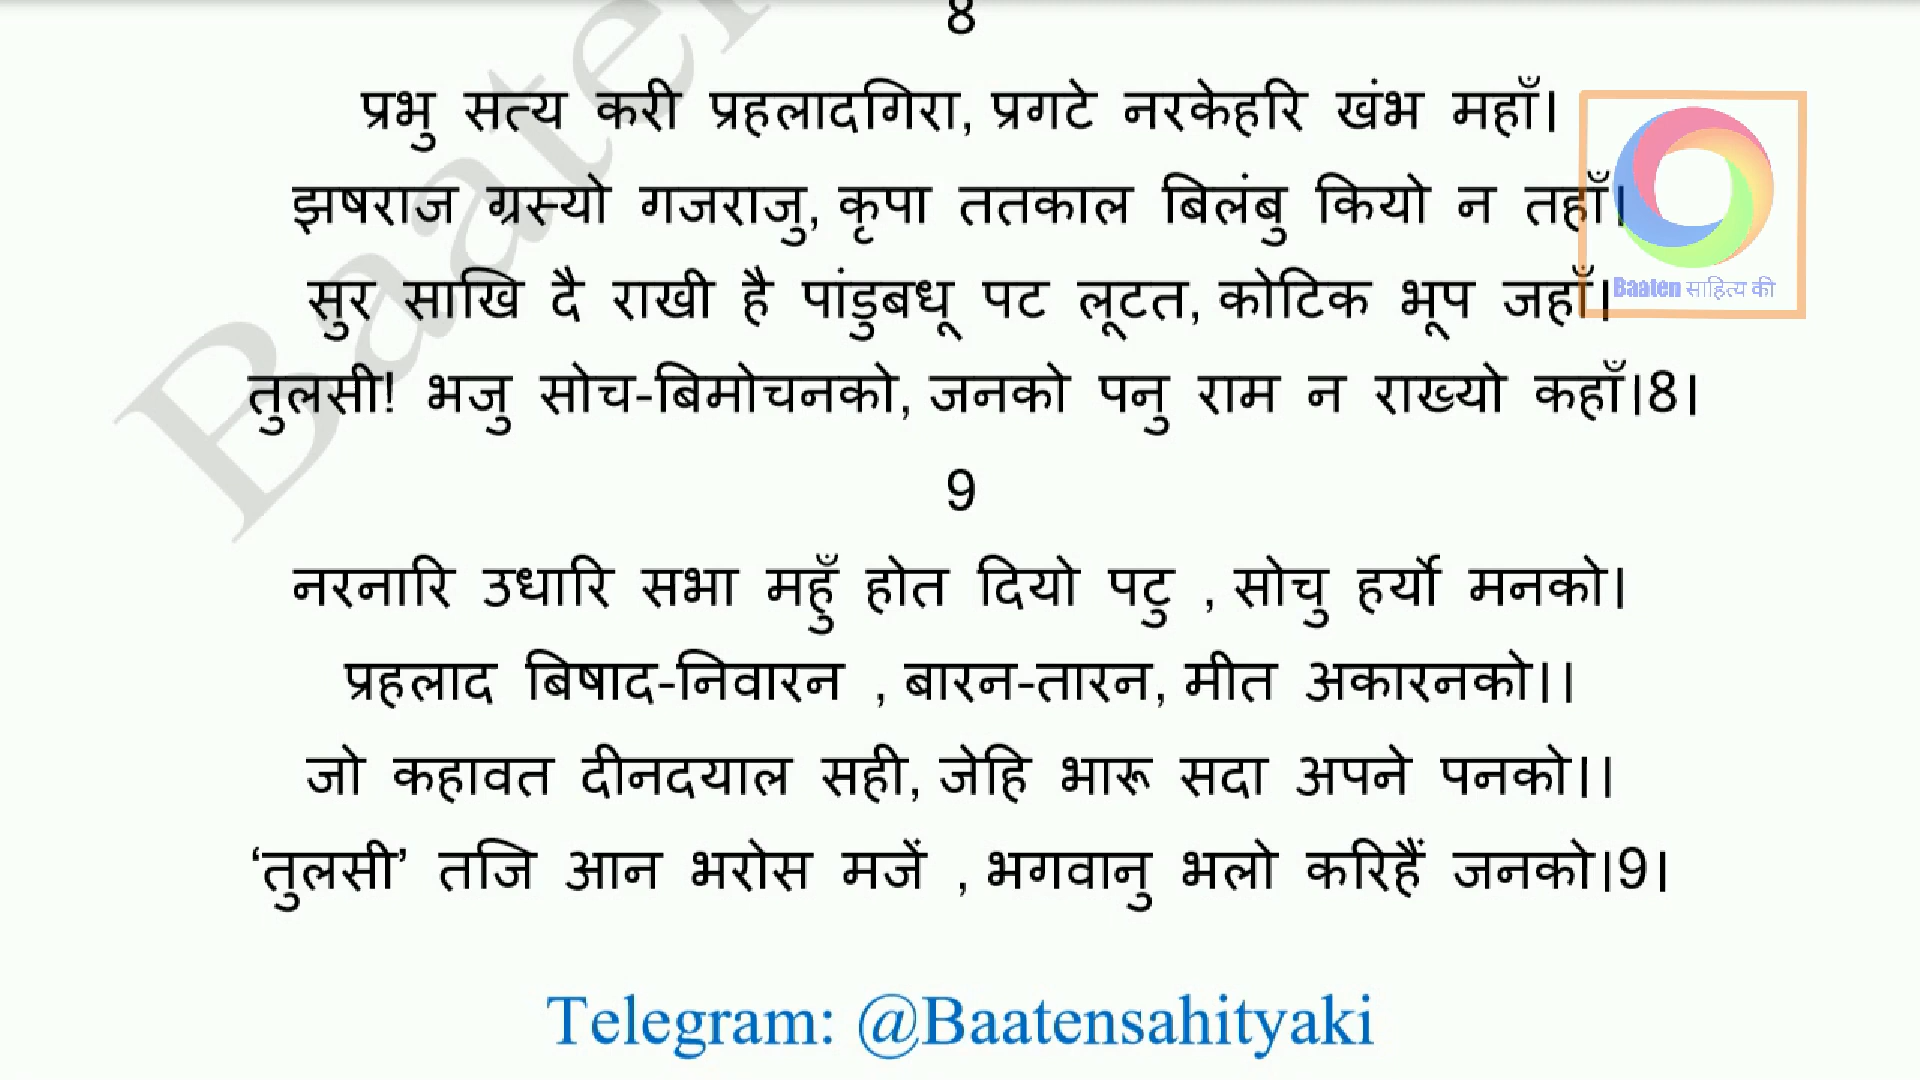 8
प्रभु सत्य करी प्रहलादगिरा, प्रगटे नरकेहरि खंभ महाँ।
झषराज ग्रस्यो गजराजु, कृपा ततकाल बिलंबु कियो न तहाँ।
सुर साखि दै राखी है पांडुबधू पट लूटत, कोटिक भूप जहाँ।
Baaten साहित्य की
तुलसी! भजु सोच-बिमोचनको, जनको पनु राम न राख्यो कहाँ।8।
9
नरनारि उधारि सभा महुँ होत दियो पटु , सोचु हर्यो मनको।
प्रहलाद बिषाद-निवारन , बारन-तारन, मीत अकारनको।।
जो कहावत दीनदयाल सही, जेहि भारू सदा अपने पनको।।
‘तुलसी’ तजि आन भरोस मजें , भगवानु भलो करिहैं जनको।9।
Telegram: @Baatensahityaki
Baaten